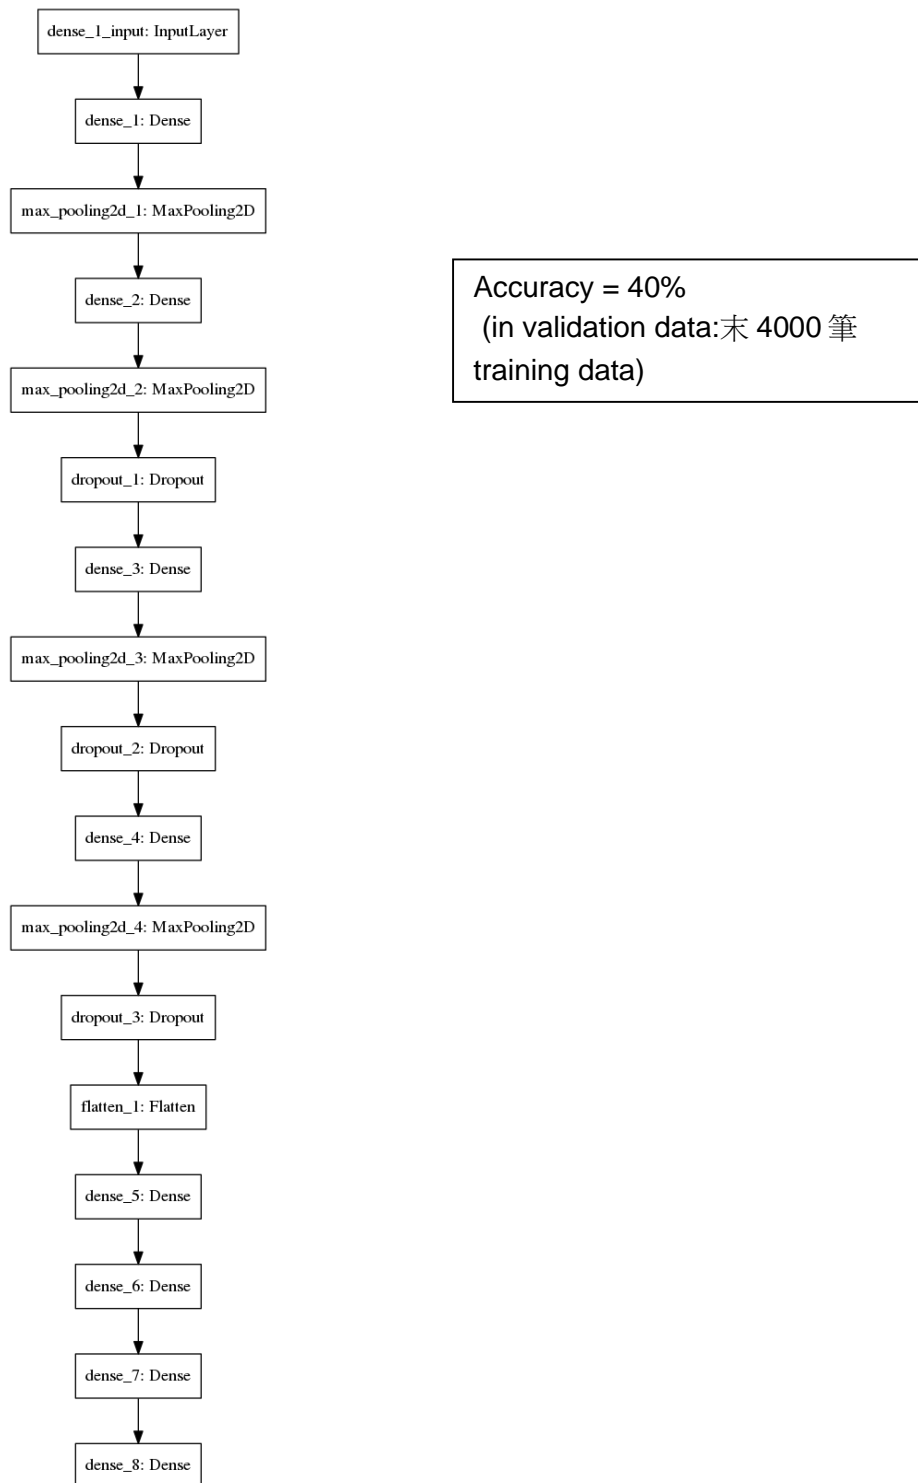 dense_1_input: InputLayer
dense_1: Dense
max_pooling2d_1: MaxPooling2D
dense_2: Dense
max_pooling2d_2: MaxPooling2D
dropout_1: Dropout
dense_3: Dense
max_pooling2d_3: MaxPooling2D
dropout_2: Dropout
dense_4: Dense
max_pooling2d_4: MaxPooling2D
dropout_3: Dropout
flatten_1: Flatten
dense_5: Dense
dense_6: Dense
dense_7: Dense
dense_8: Dense
Accuracy = 40%
(in validation data:末 4000 筆
training data)